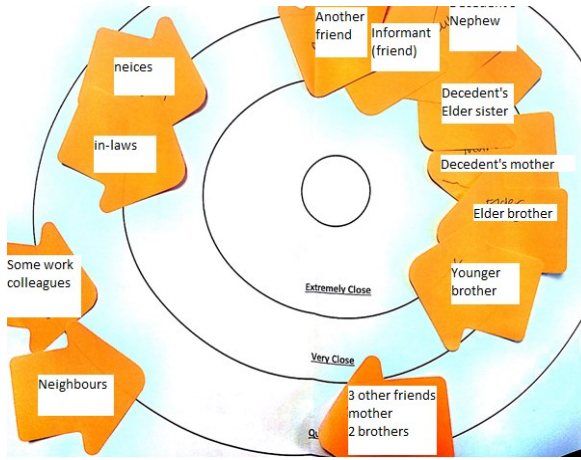 Another
friend
Informant
(friend)
Nephew
neices
Decedent's
Elder sister
in-laws
Decedent's mother
Elder brother
Some work
colleagues
Younger
brother
Extremely Close
Very Close
Neighbours
3 other friends
mother
2 brothers